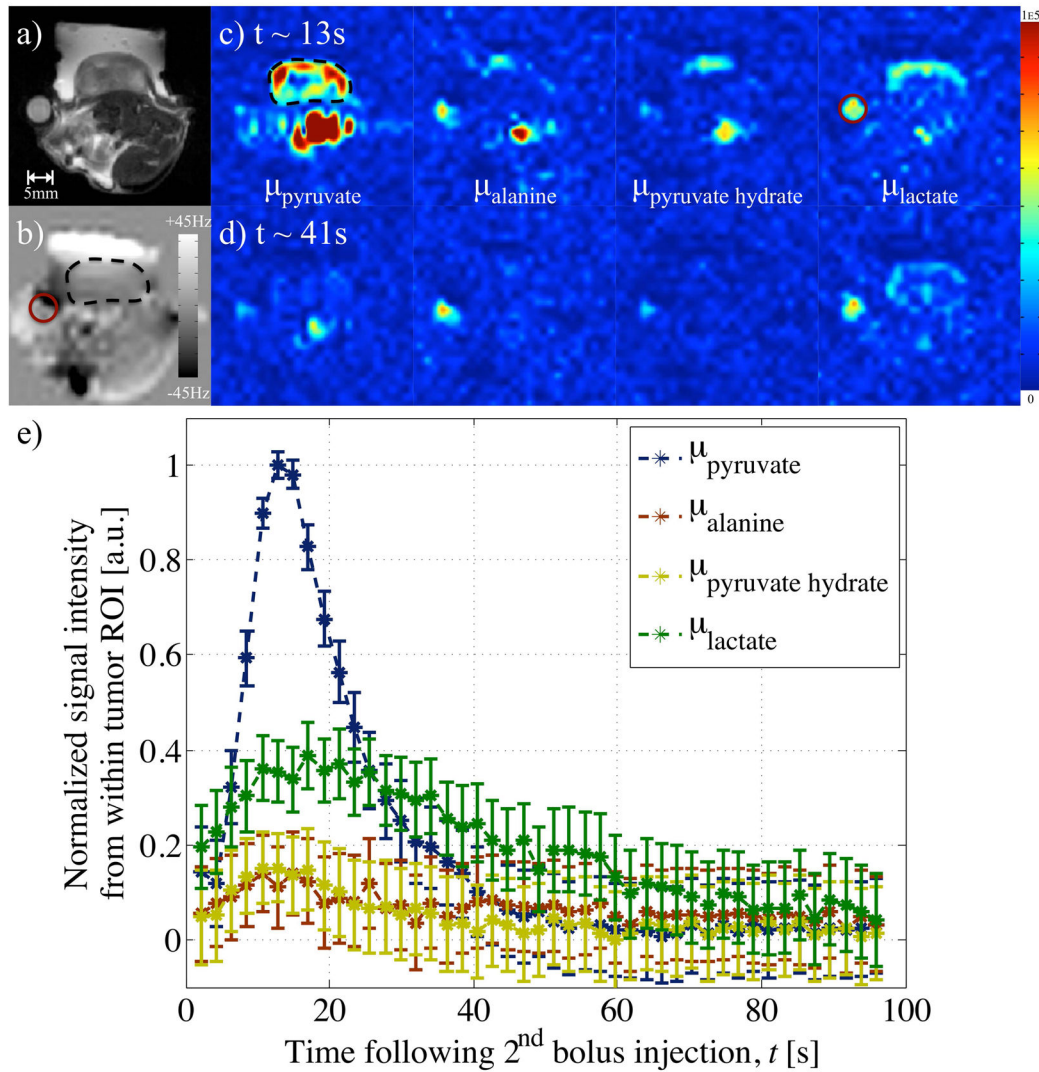 a)
5mm
c) t ~ 13s
μpyruvate
μalanine
μpyruvate hydrate
μlactate
1E5
b)
+45Hz
-45Hz
d) t ~ 41s
0
e)
Normalized signal intensity
from within tumor ROI [a.u.]
1
0.8
0.6
0.4
0.2
0
μpyruvate
μalanine
μpyruvate hydrate
μlactate
0
20
40
60
80
100
Time following 2nd bolus injection, t [s]